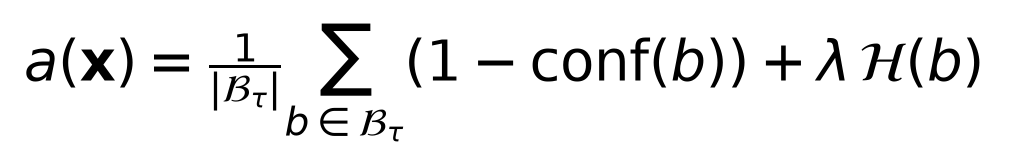 a(𝐱) = 1/|ℬ_τ| ∑_{b ∈ ℬ_τ} (1 − conf(b)) + λ ℋ(b)